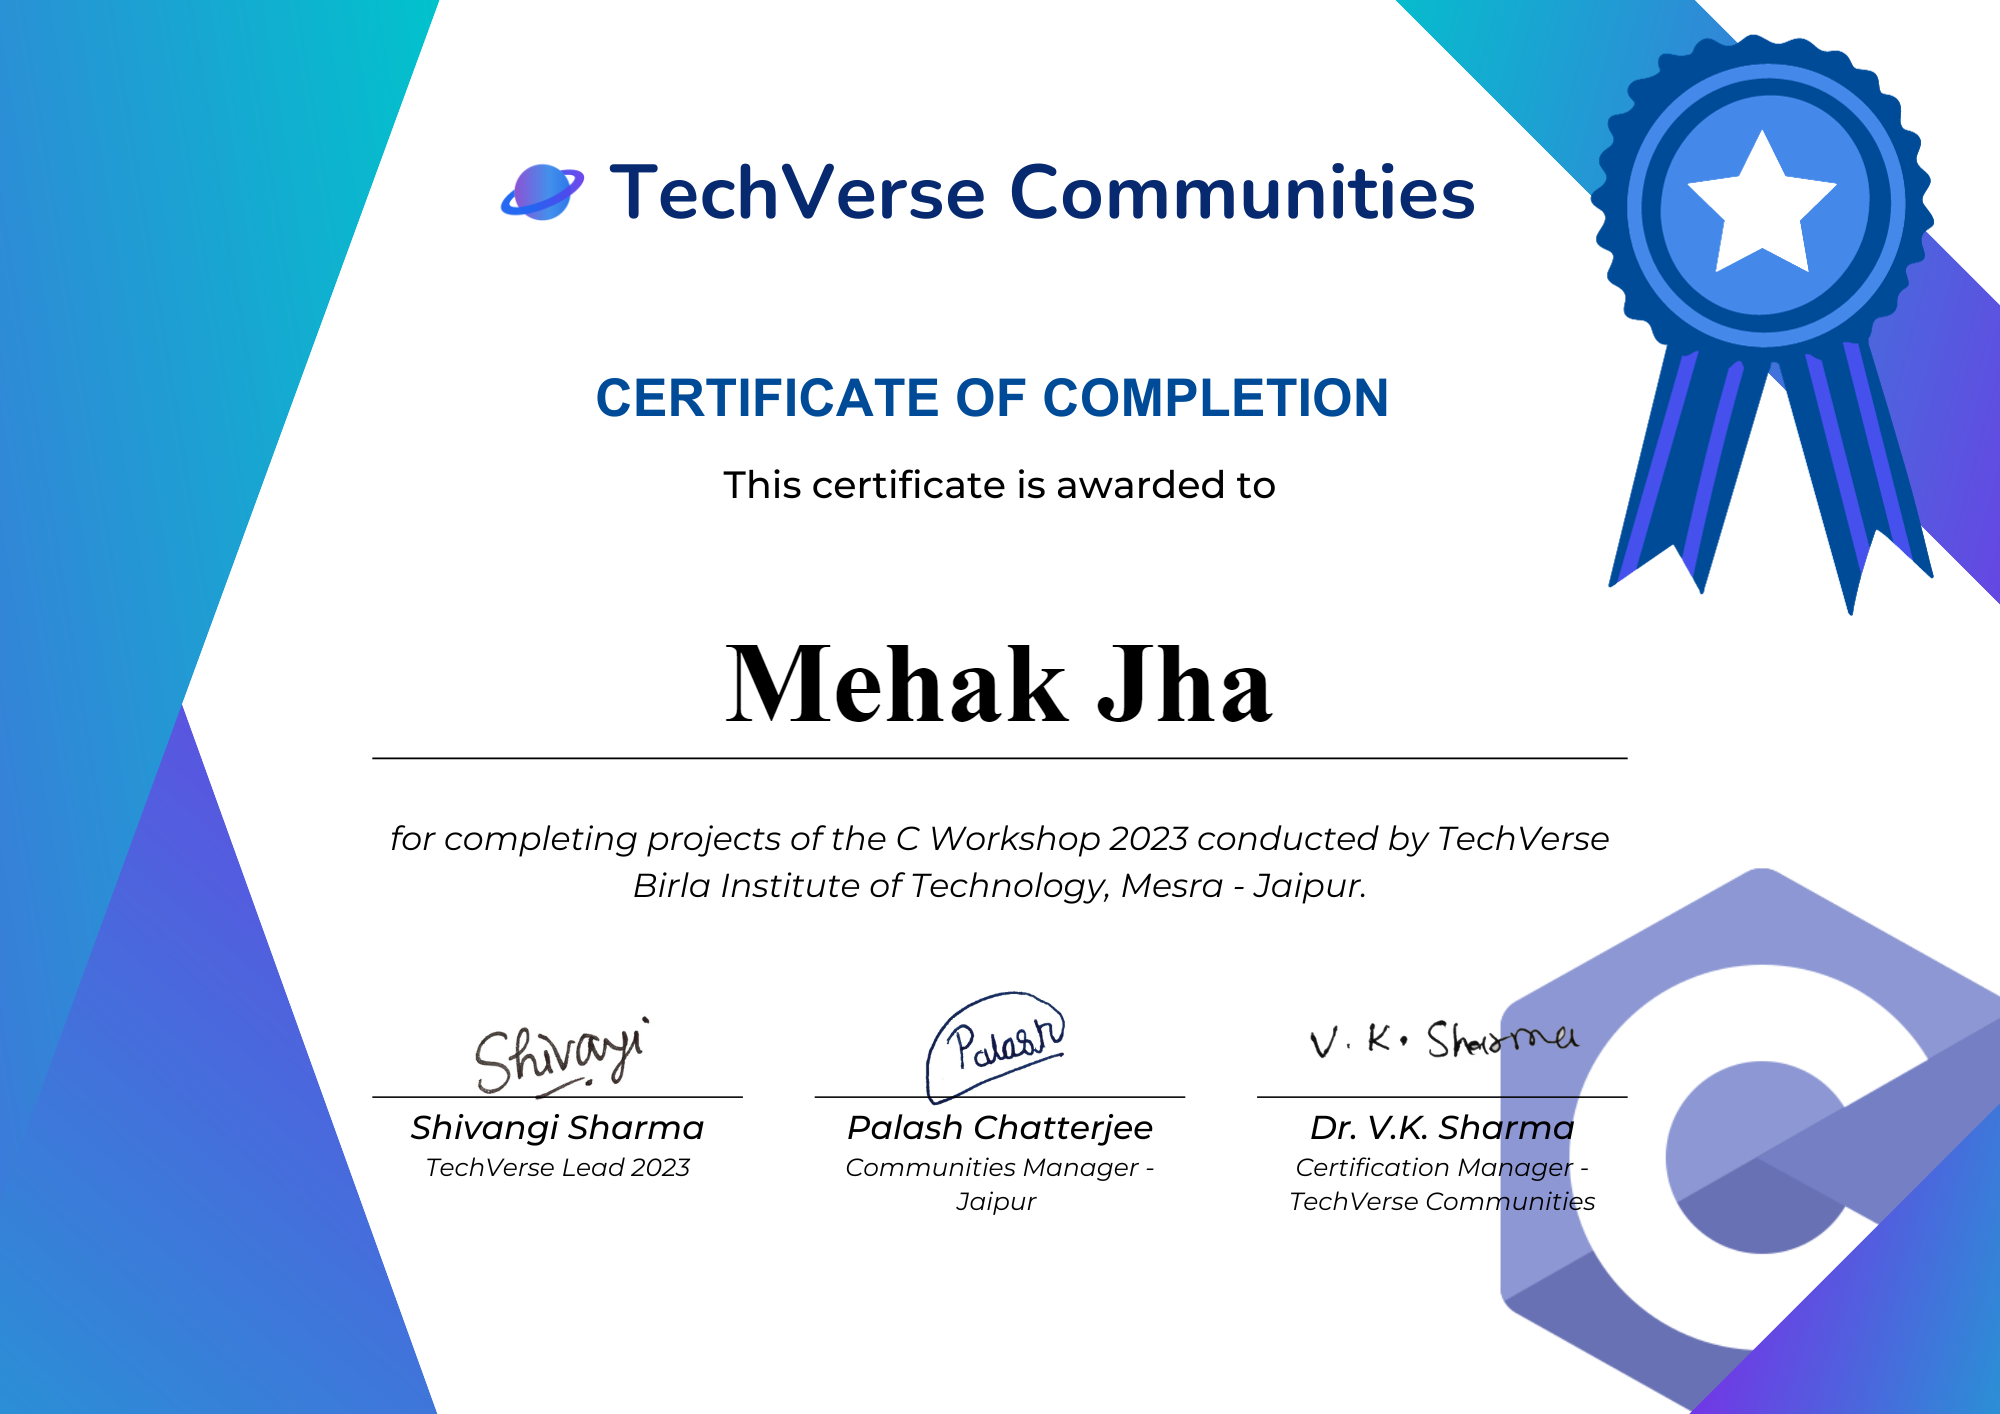 TechVerse Communities
CERTIFICATE OF COMPLETION
This certificate is awarded to
Mehak Jha
for completing projects of the C Workshop 2023 conducted by TechVerse
Birla Institute of Technology, Mesra - Jaipur.
Shivangi
Palash
V. K. Sharma
Shivangi Sharma
Palash Chatterjee
Dr. V.K. Sharma
TechVerse Lead 2023
Communities Manager -
Jaipur
Certification Manager -
TechVerse Communities